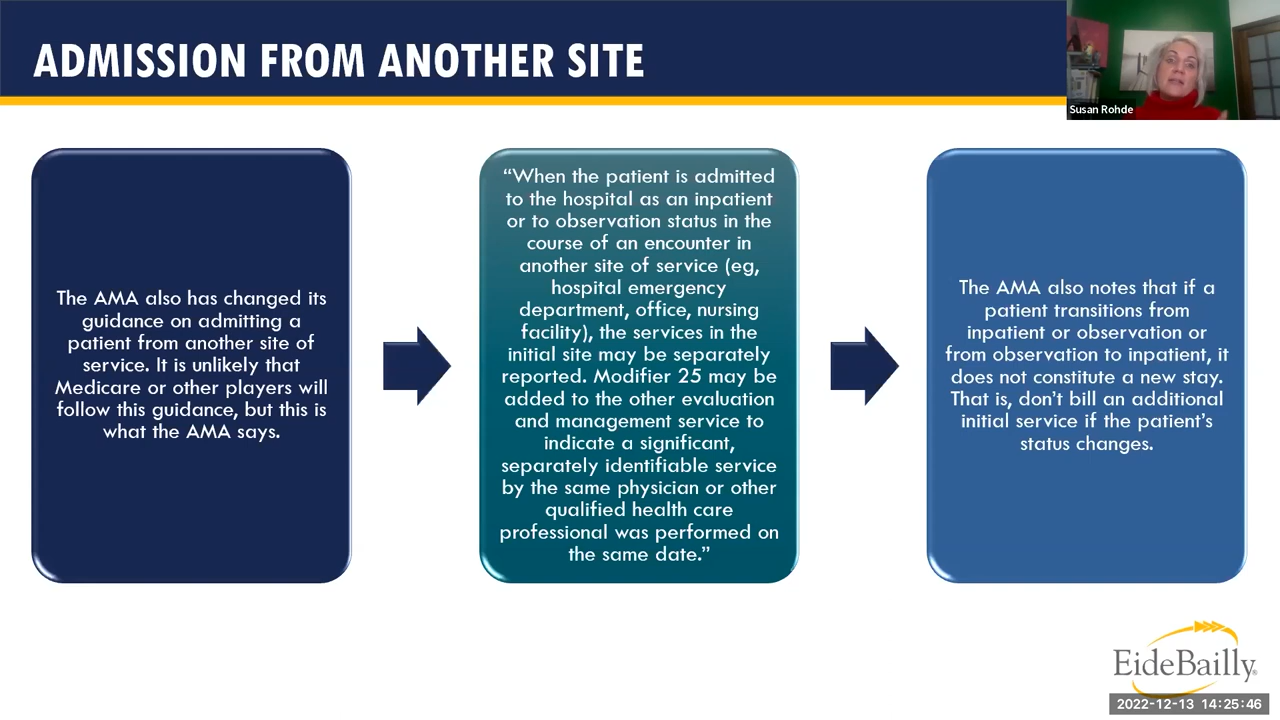 ADMISSION FROM ANOTHER SITE
Susan Rohde
The AMA also has changed its
guidance on admitting a
patient from another site of
service. It is unlikely that
Medicare or other players will
follow this guidance, but this is
what the AMA says.
“When the patient is admitted
to the hospital as an inpatient
or to observation status in the
course of an encounter in
another site of service (eg,
hospital emergency
department, office, nursing
facility), the services in the
initial site may be separately
reported. Modifier 25 may be
added to the other evaluation
and management service to
indicate a significant,
separately identifiable service
by the same physician or other
qualified health care
professional was performed on
the same date.”
The AMA also notes that if a
patient transitions from
inpatient or observation or
from observation to inpatient, it
does not constitute a new stay.
That is, don’t bill an additional
initial service if the patient’s
status changes.
EideBailly®
2022-12-13 14:25:46